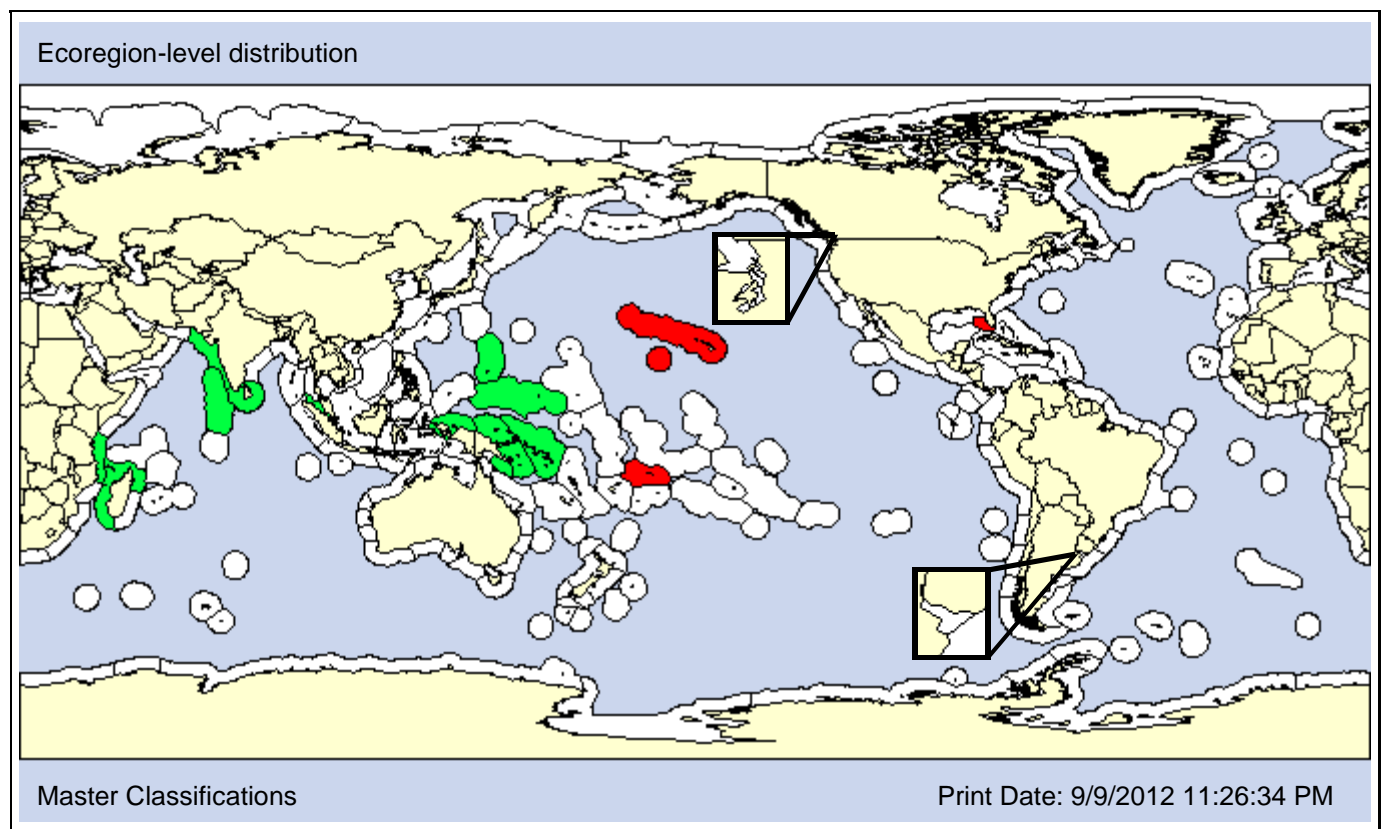 Ecoregion-level distribution
Master Classifications
Print Date: 9/9/2012 11:26:34 PM